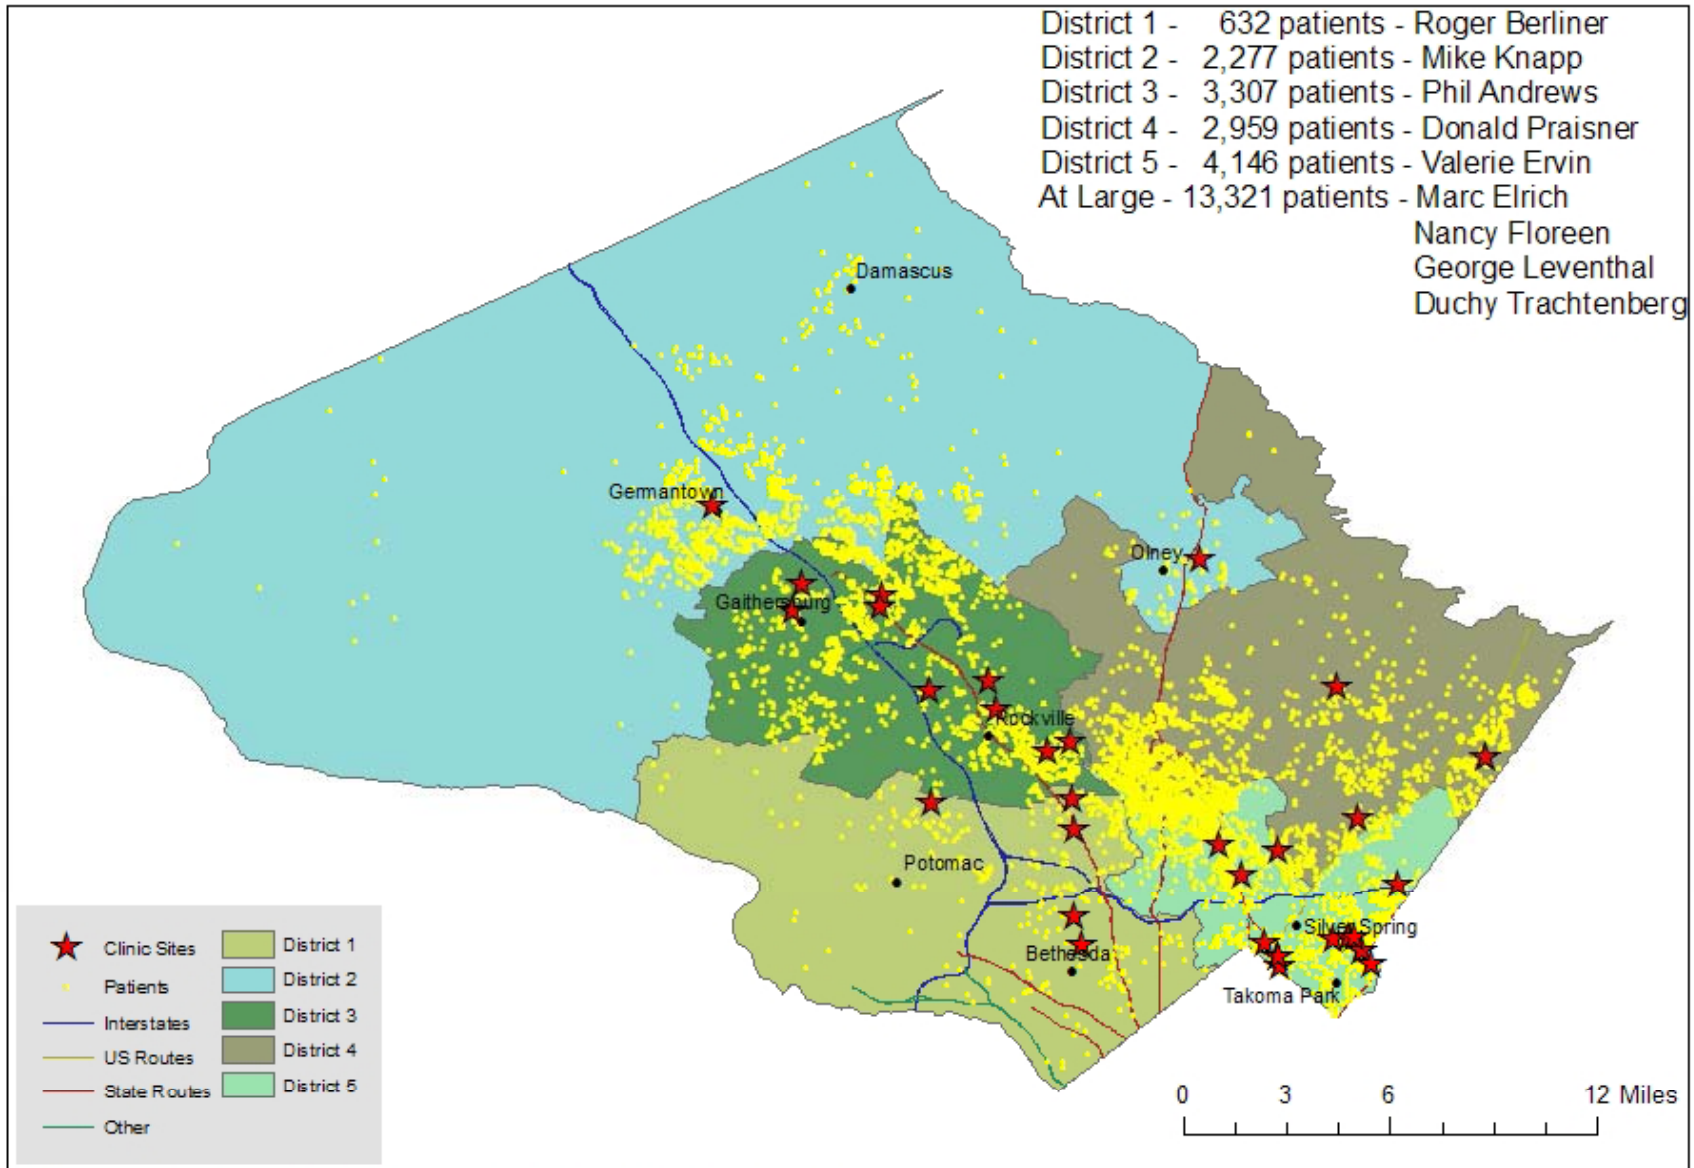 District 1 - 632 patients - Roger Berliner
District 2 - 2,277 patients - Mike Knapp
District 3 - 3,307 patients - Phil Andrews
District 4 - 2,959 patients - Donald Praisner
District 5 - 4,146 patients - Valerie Ervin
At Large - 13,321 patients - Marc Elrich
Nancy Floreen
George Leventhal
Duchy Trachtenberg
Damascus
Germantown
Olney
Gaithersburg
Rockville
Potomac
Silver Spring
Bethesda
Takoma Park
Clinic Sites
Patients
Interstates
US Routes
State Routes
Other
District 1
District 2
District 3
District 4
District 5
0 3 6 12 Miles